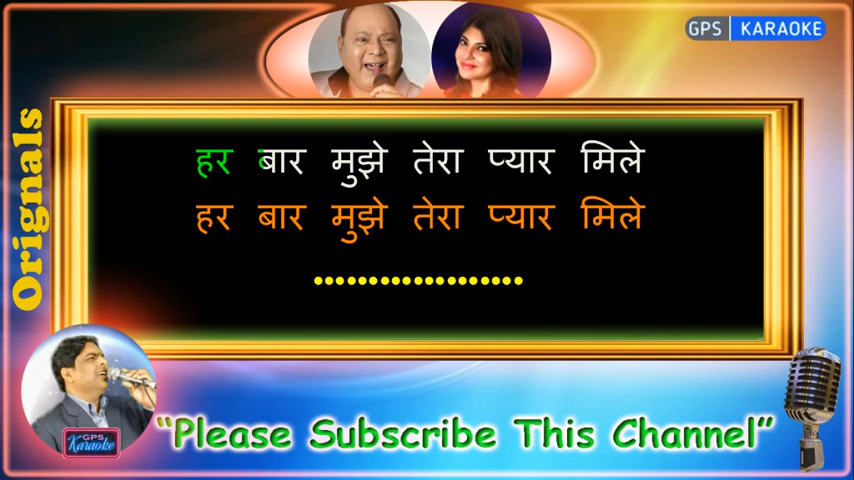 GPS | KARAOKE
Orignals
हर बार मुझे तेरा प्यार मिले
हर बार मुझे तेरा प्यार मिले
...................
GPS
Karaoke
“Please Subscribe This Channel”